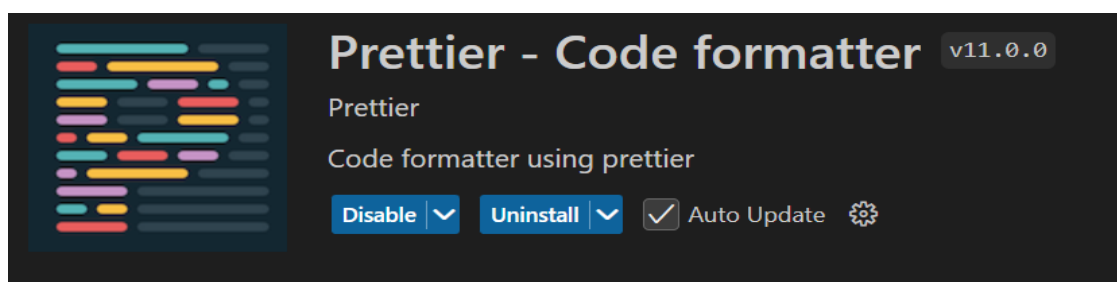 Prettier - Code formatter v11.0.0
Prettier
Code formatter using prettier
Disable Uninstall Auto Update